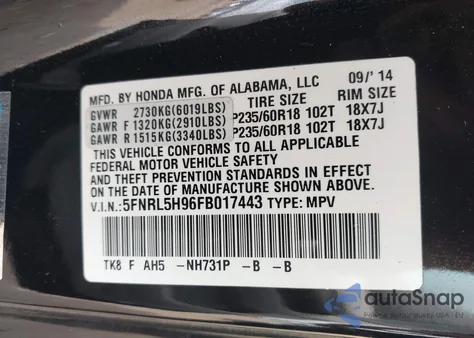 MFD. BY HONDA MFG. OF ALABAMA, LLC 09/'14
GVWR 2730KG(6019LBS) TIRE SIZE RIM SIZE
GAWR F 1320KG(2910LBS) P235/60R18 102T 18X7J
GAWR R 1515KG(3340LBS) P235/60R18 102T 18X7J
THIS VEHICLE CONFORMS TO ALL APPLICABLE
FEDERAL MOTOR VEHICLE SAFETY
AND THEFT PREVENTION STANDARDS IN EFFECT
ON THE DATE OF MANUFACTURE SHOWN ABOVE.
V.I.N.: 5FNRL5H96FB017443 TYPE: MPV
TK8 F AH5 -NH731P -B -B
autoSnap